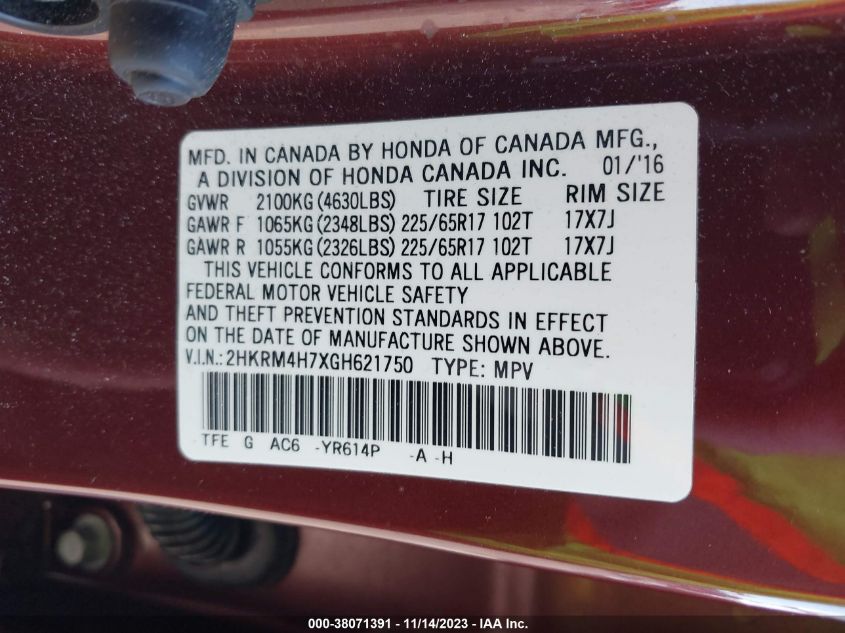 MFD. IN CANADA BY HONDA OF CANADA MFG.,
A DIVISION OF HONDA CANADA INC. 01/'16
GVWR 2100KG (4630LBS) TIRE SIZE RIM SIZE
GAWR F 1065KG (2348LBS) 225/65R17 102T 17X7J
GAWR R 1055KG (2326LBS) 225/65R17 102T 17X7J
THIS VEHICLE CONFORMS TO ALL APPLICABLE
FEDERAL MOTOR VEHICLE SAFETY
AND THEFT PREVENTION STANDARDS IN EFFECT
ON THE DATE OF MANUFACTURE SHOWN ABOVE.
V.I.N.: 2HKRM4H7XGH621750 TYPE: MPV
- TFE G AC6 -YR614P -A -H
000-38071391 - 11/14/2023 - IAA Inc.